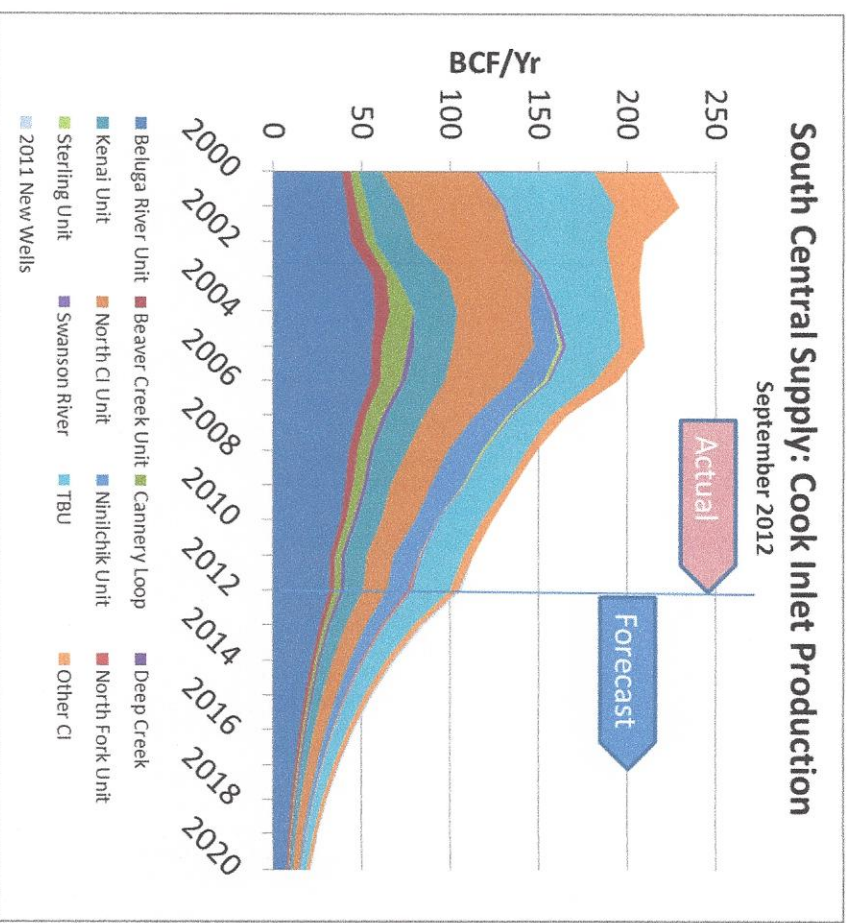 South Central Supply: Cook Inlet Production
September 2012
Actual
Forecast
BCF/Yr
250
200
150
100
50
0
2000 2002 2004 2006 2008 2010 2012 2014 2016 2018 2020
Beluga River Unit Beaver Creek Unit Cannery Loop Deep Creek
Kenai Unit North CI Unit Ninilchik Unit North Fork Unit
Sterling Unit Swanson River TBU Other CI
2011 New Wells